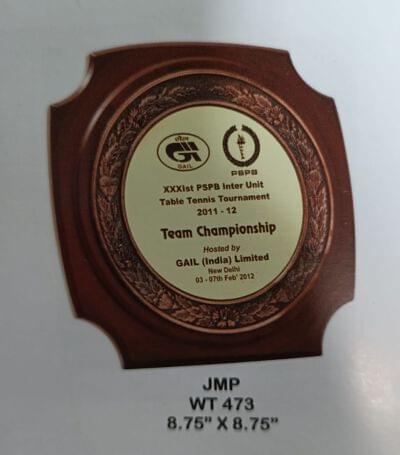 गेल
GAIL
PSPB
XXXIst PSPB Inter Unit
Table Tennis Tournament
2011 - 12
Team Championship
Hosted by
GAIL (India) Limited
New Delhi
03 - 07th Feb' 2012
JMP
WT 473
8.75" X 8.75"